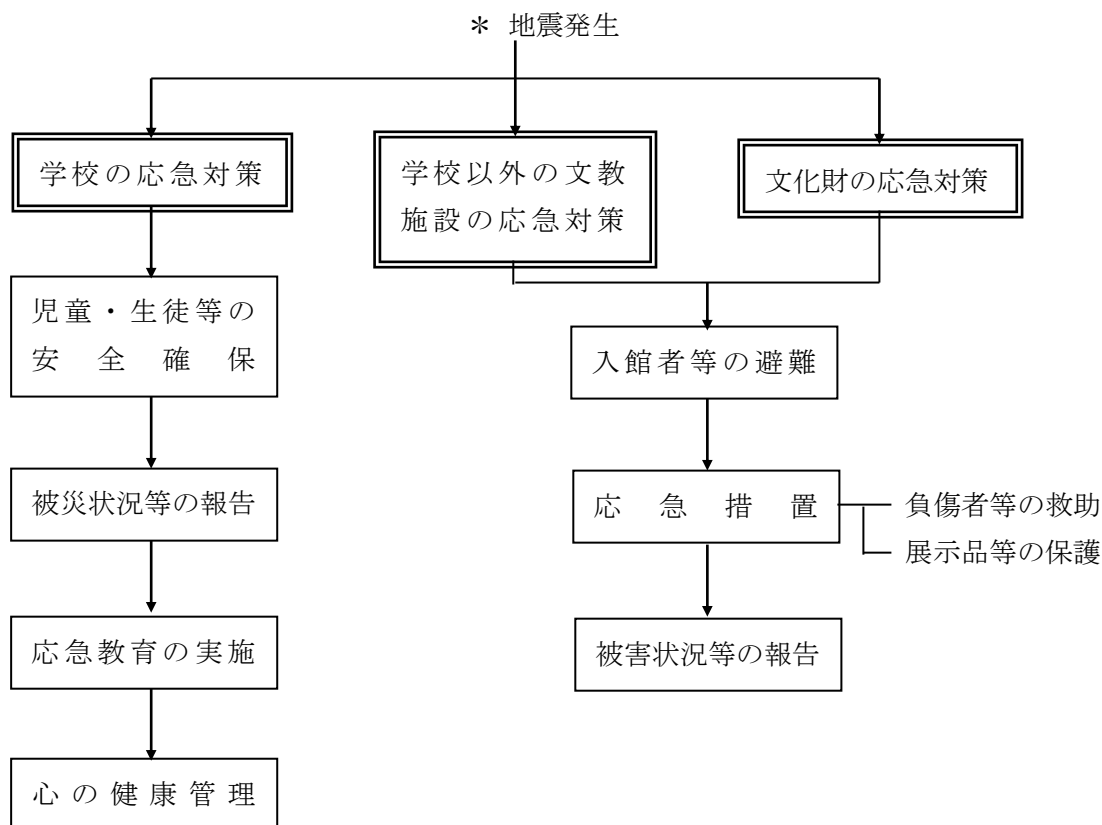 ＊ 地震発生
学校の応急対策
学校以外の文教
施設の応急対策
文化財の応急対策
児童・生徒等の
安全確保
入館者等の避難
被災状況等の報告
応急措置
負傷者等の救助
展示品等の保護
応急教育の実施
被害状況等の報告
心の健康管理